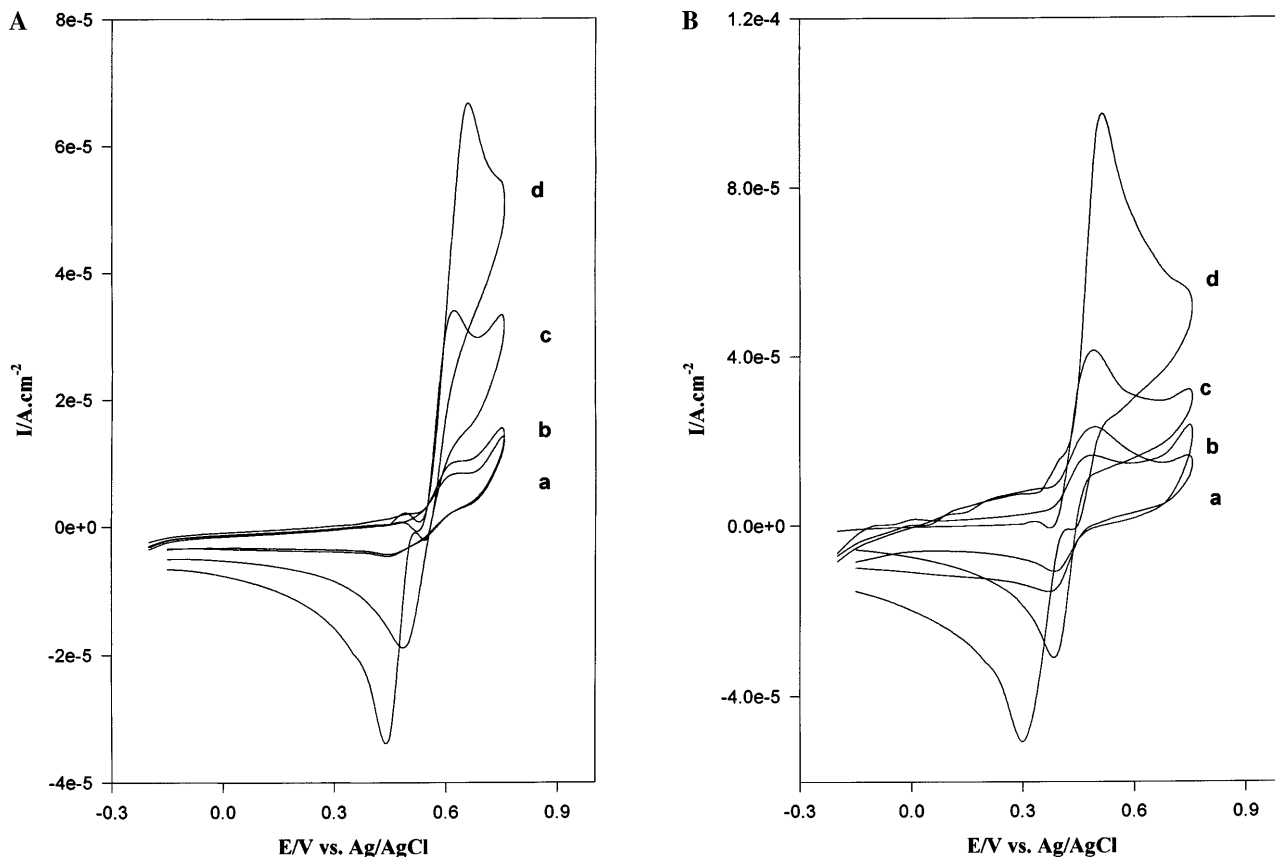 A
8e-5
6e-5
4e-5
2e-5
0e+0
-2e-5
-4e-5
I/A.cm-2
d
c
b
a
-0.3
0.0
0.3
0.6
0.9
E/V vs. Ag/AgCl
B
1.2e-4
8.0e-5
4.0e-5
0.0e+0
-4.0e-5
I/A.cm-2
d
c
b
a
-0.3
0.0
0.3
0.6
0.9
E/V vs. Ag/AgCl